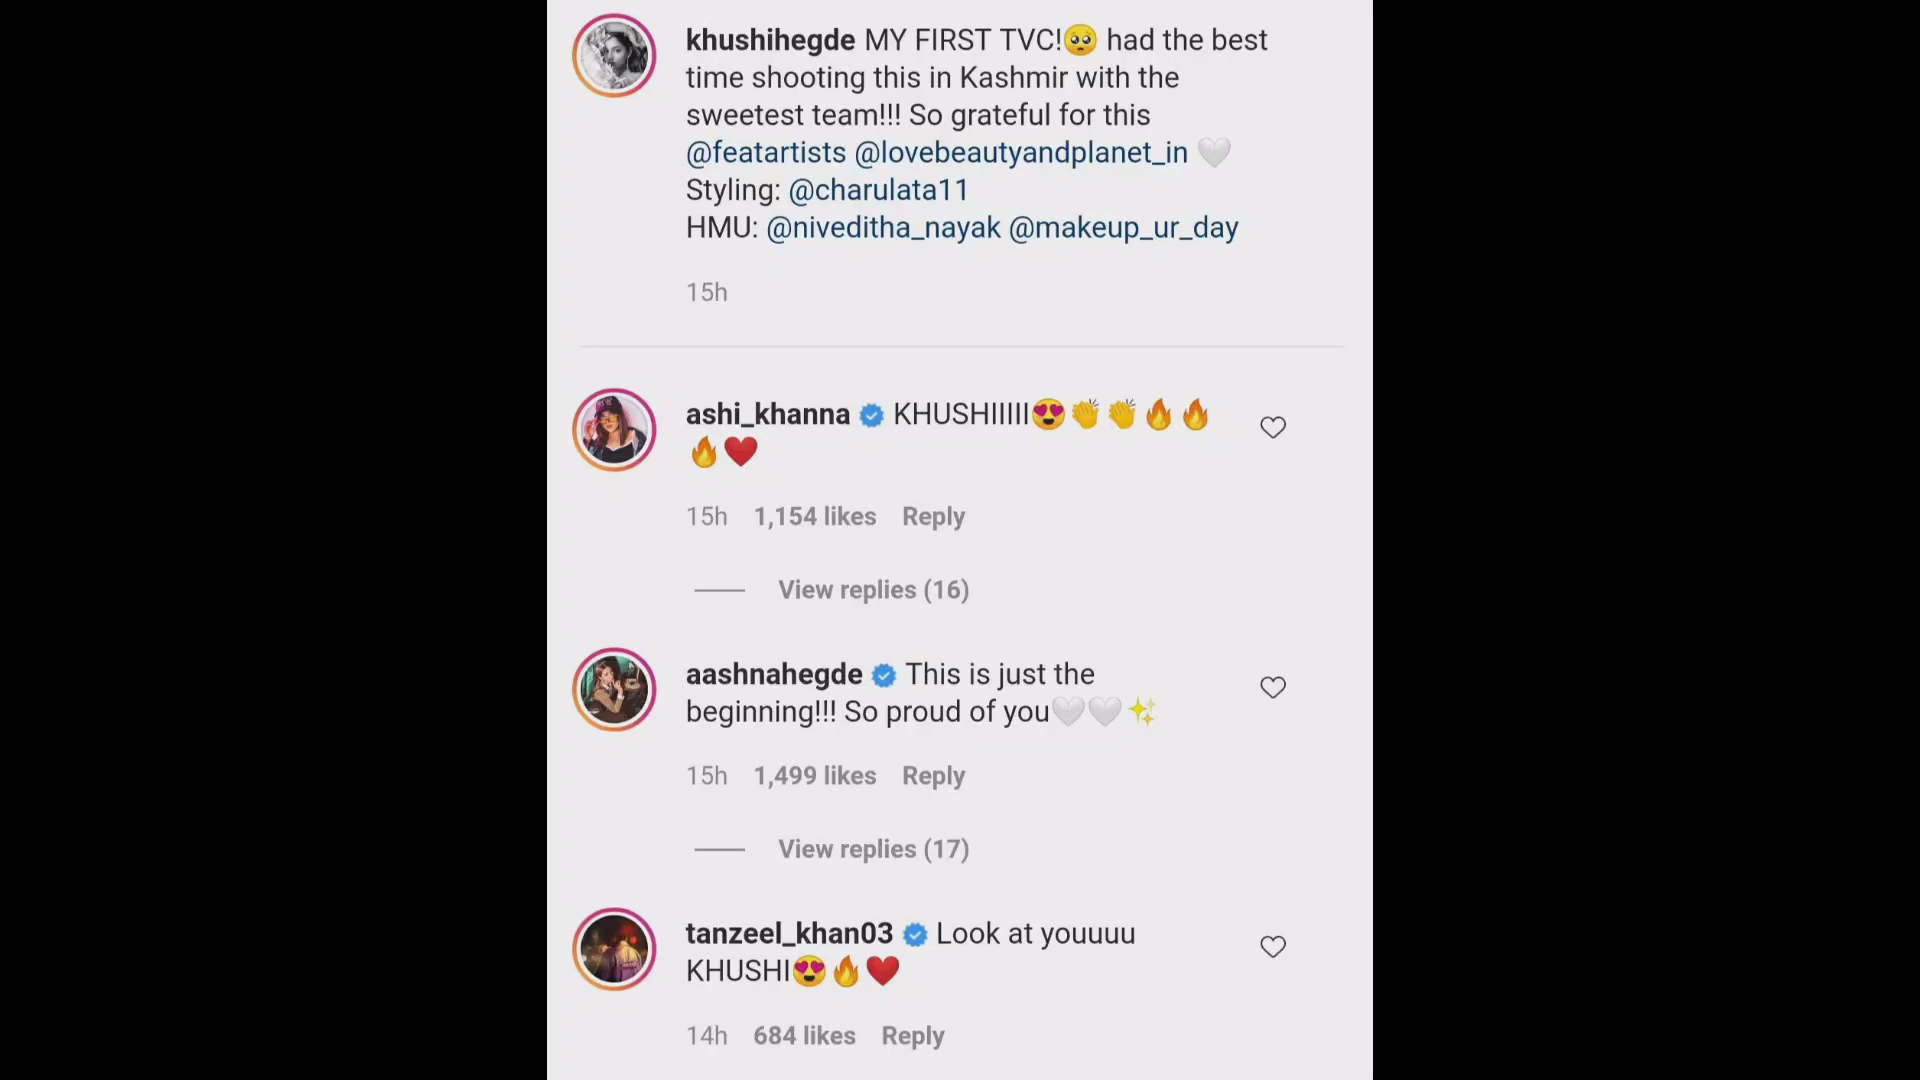 khushihegde MY FIRST TVC!🥺 had the best
time shooting this in Kashmir with the
sweetest team!!! So grateful for this
@featartists @lovebeautyandplanet_in 🤍
Styling: @charulata11
HMU: @niveditha_nayak @makeup_ur_day
15h
ashi_khanna KHUSHIIIII😍👏👏🔥🔥
🔥❤️
15h 1,154 likes Reply
View replies (16)
aashnahegde This is just the
beginning!!! So proud of you🤍🤍✨
15h 1,499 likes Reply
View replies (17)
tanzeel_khan03 Look at youuuu
KHUSHI😍🔥❤️
14h 684 likes Reply